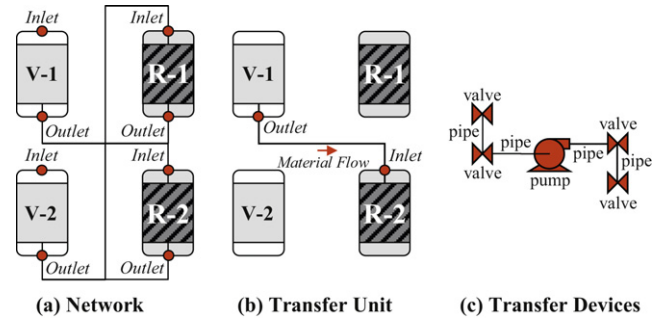 Inlet
Inlet
V-1
R-1
Outlet
Outlet
Inlet
Inlet
V-2
R-2
Outlet
Outlet
(a) Network
V-1
R-1
Outlet
Material Flow
Inlet
V-2
R-2
(b) Transfer Unit
valve
valve
pipe
pipe
pipe
pipe
valve
pump
valve
(c) Transfer Devices